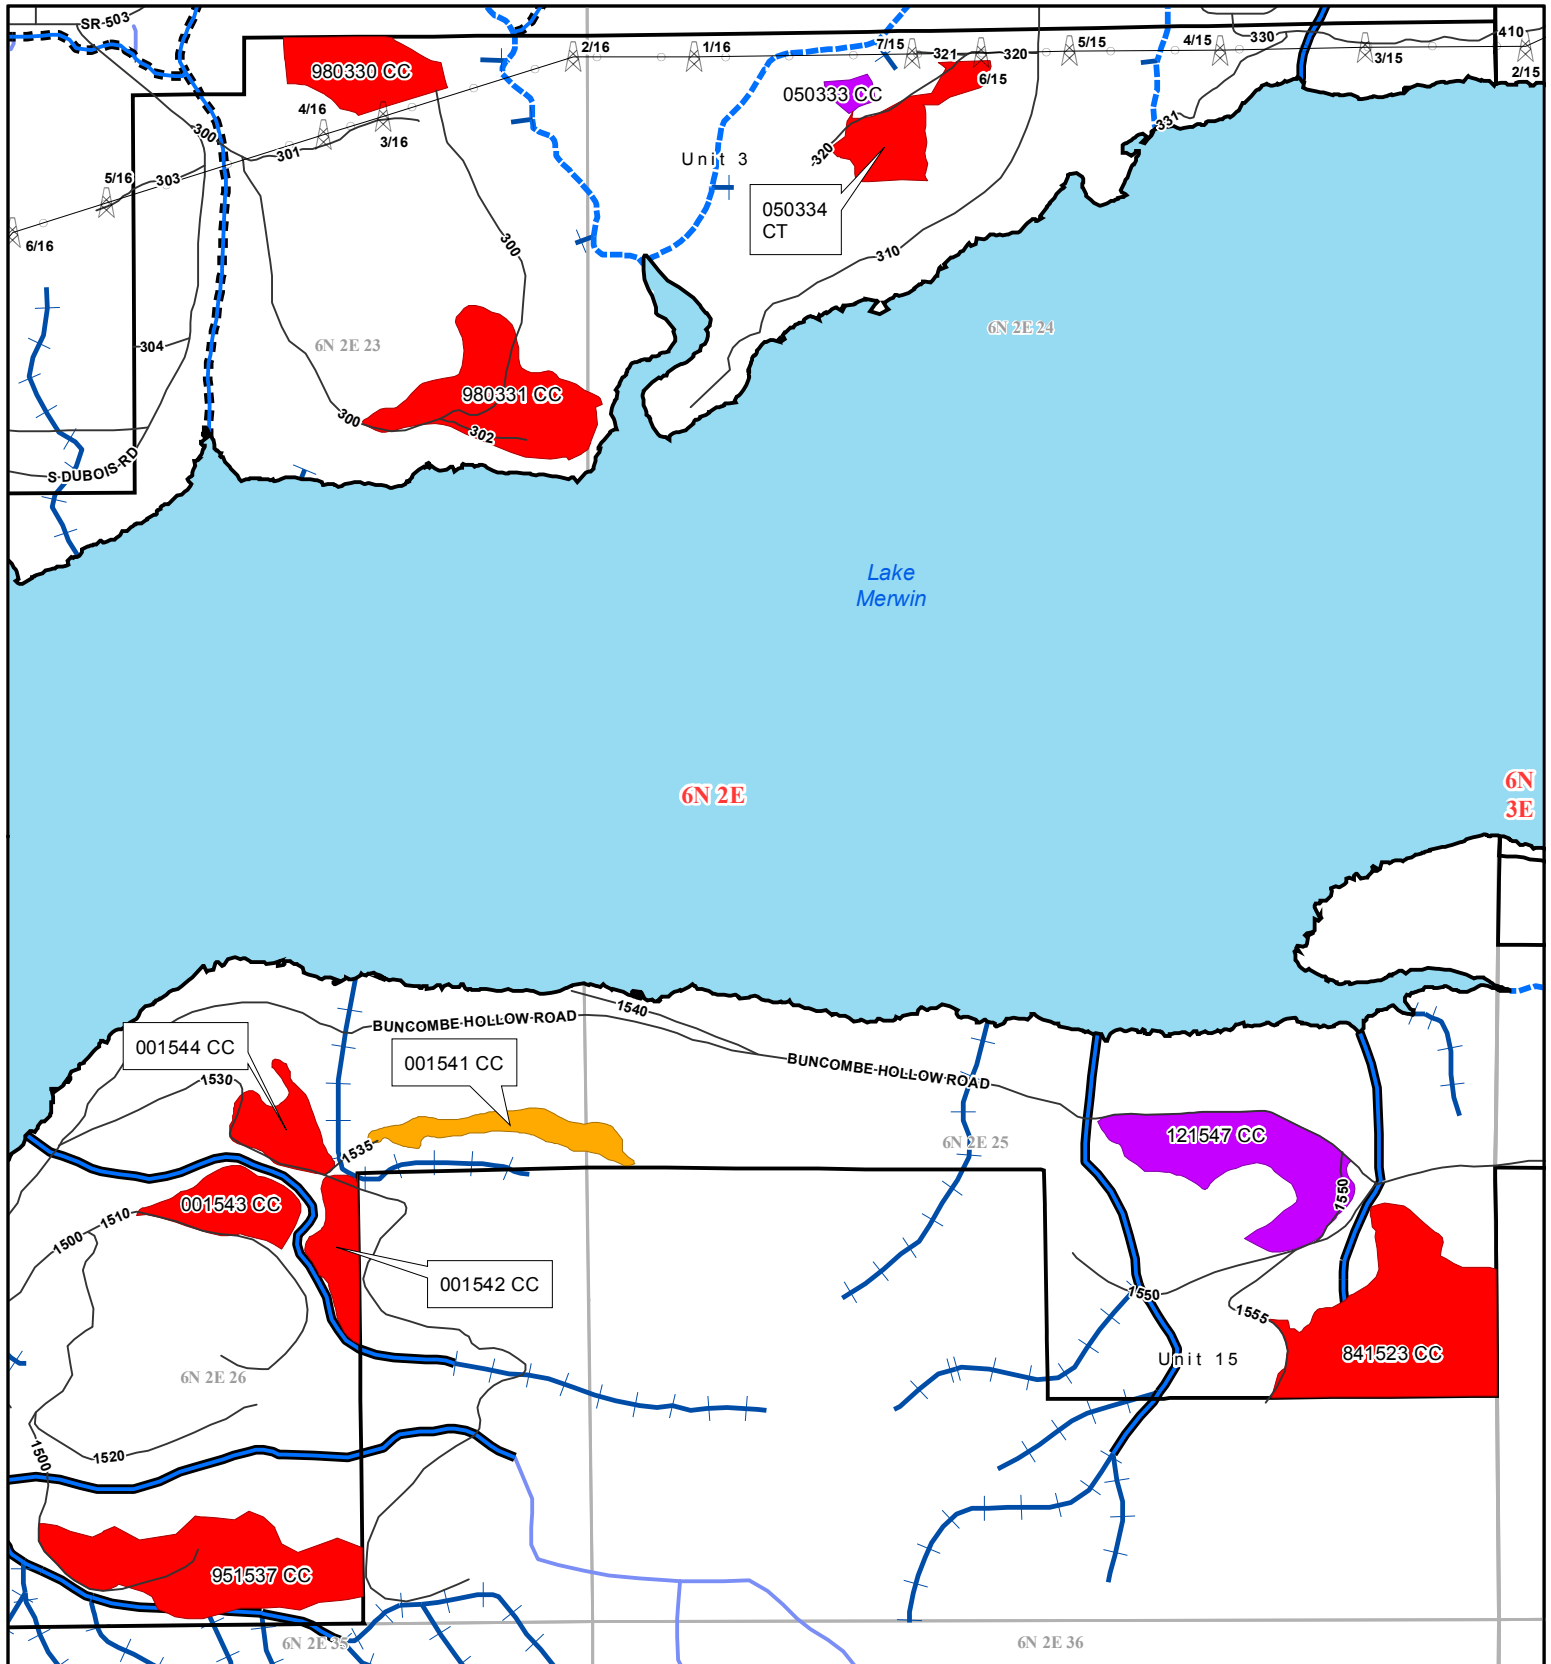 SR 503
980330 CC
2/16
1/16
7/15
321
320
6/15
5/15
4/15
330
3/15
410
2/15
050333 CC
4/16
3/16
300
301
331
320
Unit 3
5/16
303
050334
CT
6/16
300
310
304
6N 2E 23
6N 2E 24
980331 CC
300
302
S DUBOIS RD
Lake
Merwin
6N 2E
6N
3E
1540
BUNCOMBE HOLLOW ROAD
001544 CC
001541 CC
BUNCOMBE HOLLOW ROAD
1530
1535
6N 2E 25
121547 CC
1550
001543 CC
1510
1500
001542 CC
1550
1555
841523 CC
Unit 15
6N 2E 26
1520
1500
951537 CC
6N 2E 35
6N 2E 36